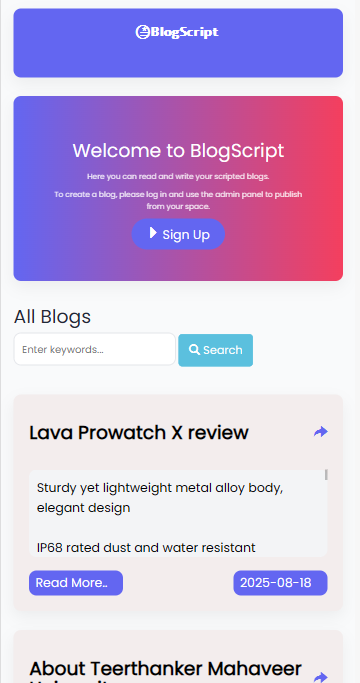 BlogScript
Welcome to BlogScript
Here you can read and write your scripted blogs.
To create a blog, please log in and use the admin panel to publish
from your space.
Sign Up
All Blogs
Enter keywords...
Search
Lava Prowatch X review
Sturdy yet lightweight metal alloy body,
elegant design
IP68 rated dust and water resistant
Read More..
2025-08-18
About Teerthanker Mahaveer